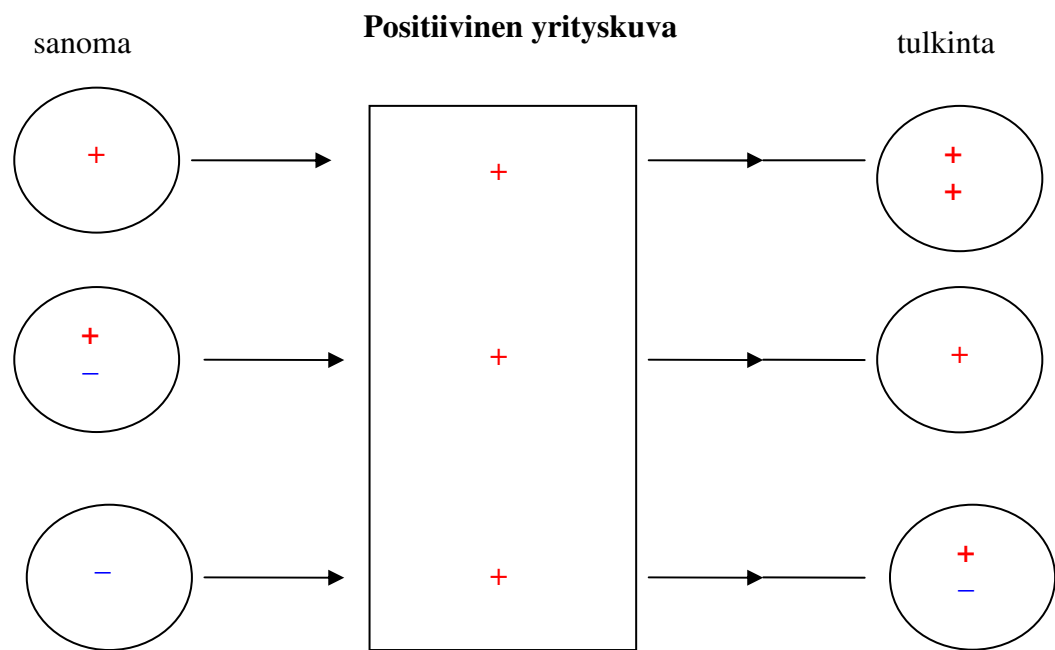 Positiivinen yrityskuva
sanoma tulkinta
+ + +
+
+ + +
–
– + +
–